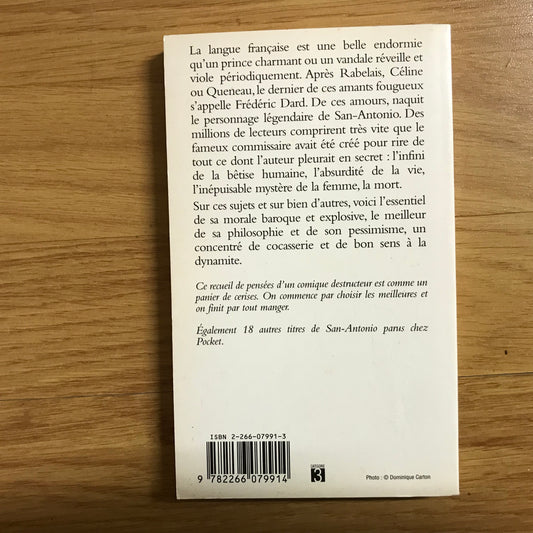 La langue française est une belle endormie
qu'un prince charmant ou un vandale réveille et
viole périodiquement. Après Rabelais, Céline
ou Queneau, le dernier de ces amants fougueux
s'appelle Frédéric Dard. De ces amours, naquit
le personnage légendaire de San-Antonio. Des
millions de lecteurs comprirent très vite que le
fameux commissaire avait été créé pour rire de
tout ce dont l'auteur pleurait en secret : l'infini
de la bêtise humaine, l'absurdité de la vie,
l'inépuisable mystère de la femme, la mort.
Sur ces sujets et sur bien d'autres, voici l'essentiel
de sa morale baroque et explosive, le meilleur
de sa philosophie et de son pessimisme, un
concentré de cocasserie et de bon sens à la
dynamite.
Ce recueil de pensées d'un comique destructeur est comme un
panier de cerises. On commence par choisir les meilleures et
on finit par tout manger.
Également 18 autres titres de San-Antonio parus chez
Pocket.
ISBN 2-266-07991-3
9 782266 079914
3
Photo : © Dominique Carton